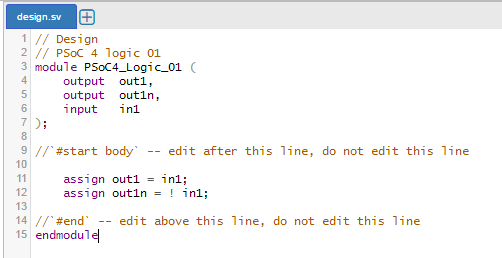 design.sv
1 // Design
2 // PSoC 4 logic 01
3 module PSoC4_Logic_01 (
4     output  out1,
5     output  out1n,
6     input   in1
7 );
8
9 //`#start body` -- edit after this line, do not edit this line
10
11     assign out1 = in1;
12     assign out1n = ! in1;
13
14 //`#end` -- edit above this line, do not edit this line
15 endmodule